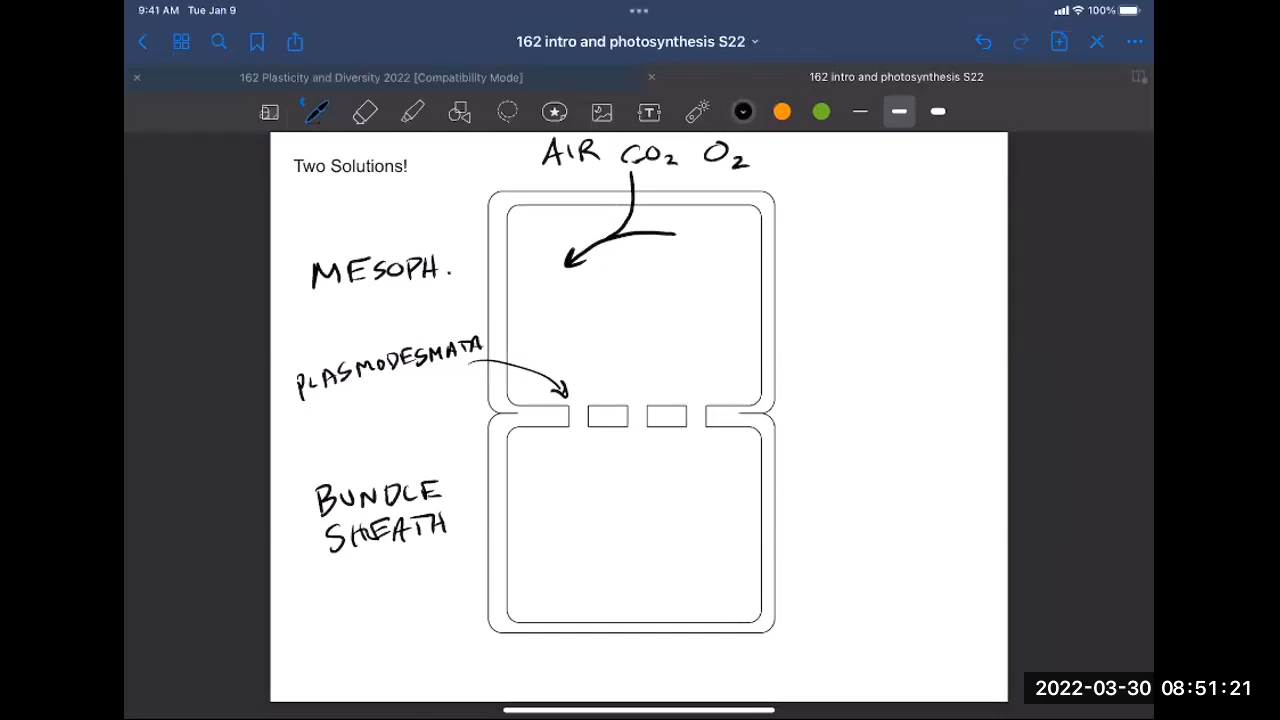 9:41 AM Tue Jan 9
100%
162 intro and photosynthesis S22
162 Plasticity and Diversity 2022 [Compatibility Mode]
162 intro and photosynthesis S22
T
Two Solutions!
AIR CO₂ O₂
MESOPH.
PLASMODESMATA
BUNDLE
SHEATH
2022-03-30 08:51:21